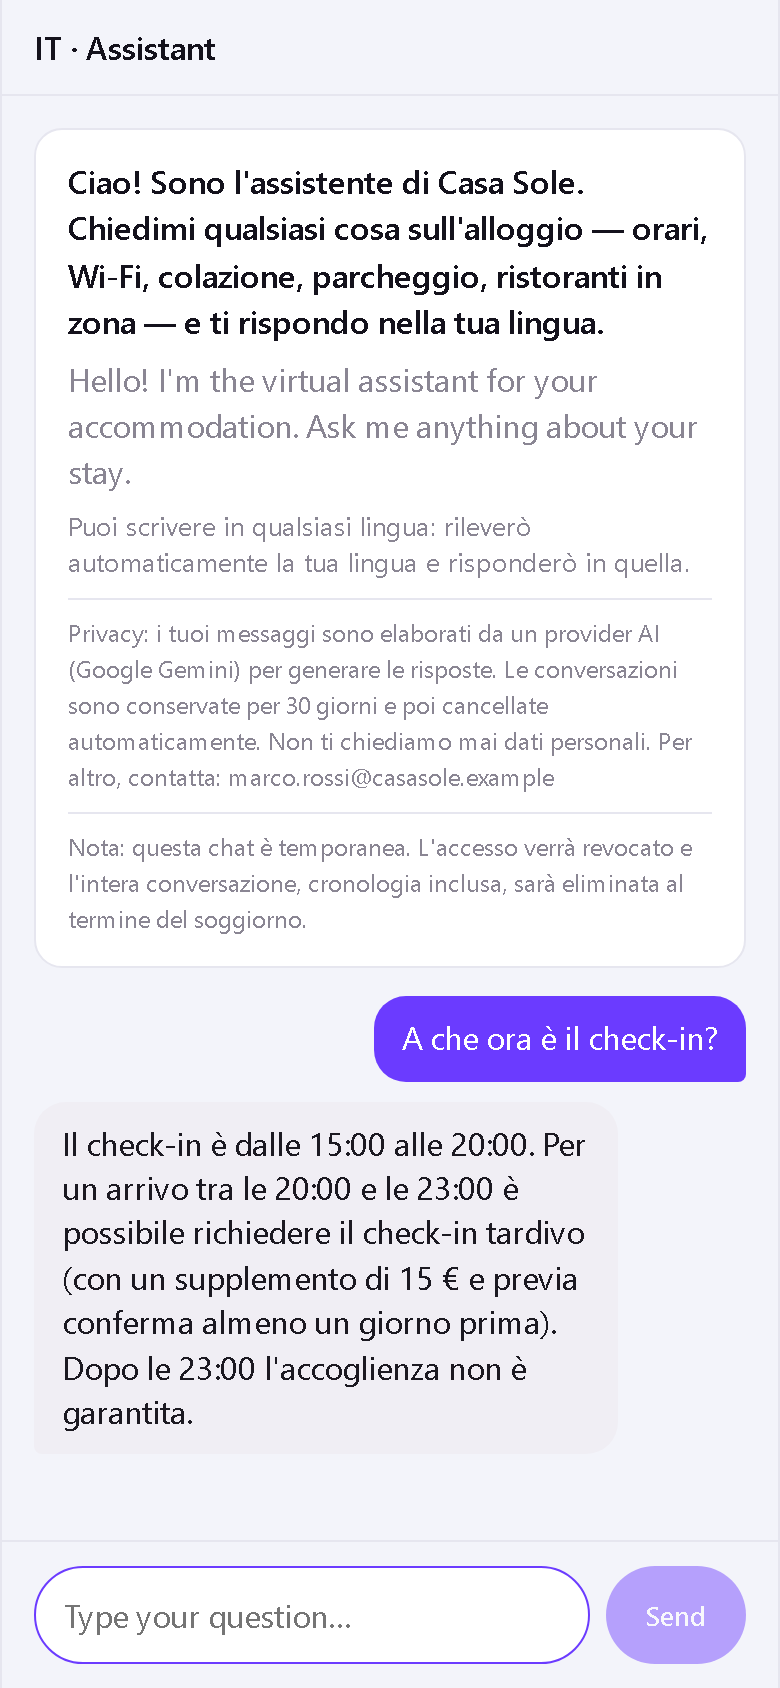 IT · Assistant
Ciao! Sono l'assistente di Casa Sole.
Chiedimi qualsiasi cosa sull'alloggio — orari,
Wi-Fi, colazione, parcheggio, ristoranti in
zona — e ti rispondo nella tua lingua.
Hello! I'm the virtual assistant for your
accommodation. Ask me anything about your
stay.
Puoi scrivere in qualsiasi lingua: rileverò
automaticamente la tua lingua e risponderò in quella.
Privacy: i tuoi messaggi sono elaborati da un provider AI
(Google Gemini) per generare le risposte. Le conversazioni
sono conservate per 30 giorni e poi cancellate
automaticamente. Non ti chiediamo mai dati personali. Per
altro, contatta: marco.rossi@casasole.example
Nota: questa chat è temporanea. L'accesso verrà revocato e
l'intera conversazione, cronologia inclusa, sarà eliminata al
termine del soggiorno.
A che ora è il check-in?
Il check-in è dalle 15:00 alle 20:00. Per
un arrivo tra le 20:00 e le 23:00 è
possibile richiedere il check-in tardivo
(con un supplemento di 15 € e previa
conferma almeno un giorno prima).
Dopo le 23:00 l'accoglienza non è
garantita.
Type your question...
Send